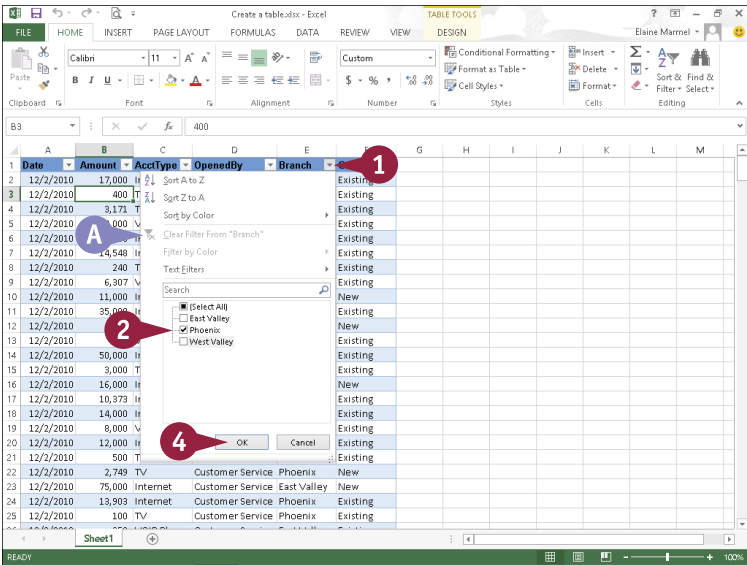 Create a table.xlsx - Excel
TABLE TOOLS
FILE HOME INSERT PAGE LAYOUT FORMULAS DATA REVIEW VIEW DESIGN Elaine Marmel
Calibri 11 A A Custom Conditional Formatting Insert
Paste B I U A $ % , Format as Table Delete Sort & Find &
Cell Styles Format Filter Select
Clipboard Font Alignment Number Styles Cells Editing
B3 fx 400
A B C D E G H I J K L M
1 Date Amount AcctType OpenedBy Branch 1
2 12/2/2010 17,000 Existing
Sort A to Z
3 12/2/2010 400 T Existing
Sort Z to A
4 12/2/2010 3,171 T Existing
Sort by Color
5 12/2/2010 Existing
A Clear Filter From "Branch"
6 12/2/2010 Existing
Filter by Color
7 12/2/2010 14,548 Existing
Text Filters
8 12/2/2010 240 T Existing
Search
9 12/2/2010 6,307 V Existing
10 12/2/2010 11,000 New
(Select All)
11 12/2/2010 Existing
East Valley
12 12/2/2010 New
2 Phoenix
13 12/2/2010 Existing
West Valley
14 12/2/2010 50,000 Existing
15 12/2/2010 3,000 T Existing
16 12/2/2010 16,000 New
17 12/2/2010 10,373 Existing
18 12/2/2010 14,000 Existing
19 12/2/2010 8,000 V Existing
20 12/2/2010 12,000 Existing
4 OK Cancel
21 12/2/2010 500 T Existing
22 12/2/2010 2,749 TV Customer Service Phoenix New
23 12/2/2010 75,000 Internet Customer Service East Valley New
24 12/2/2010 13,903 Internet Customer Service Phoenix Existing
25 12/2/2010 100 TV Customer Service Phoenix Existing
Sheet1
READY 100%